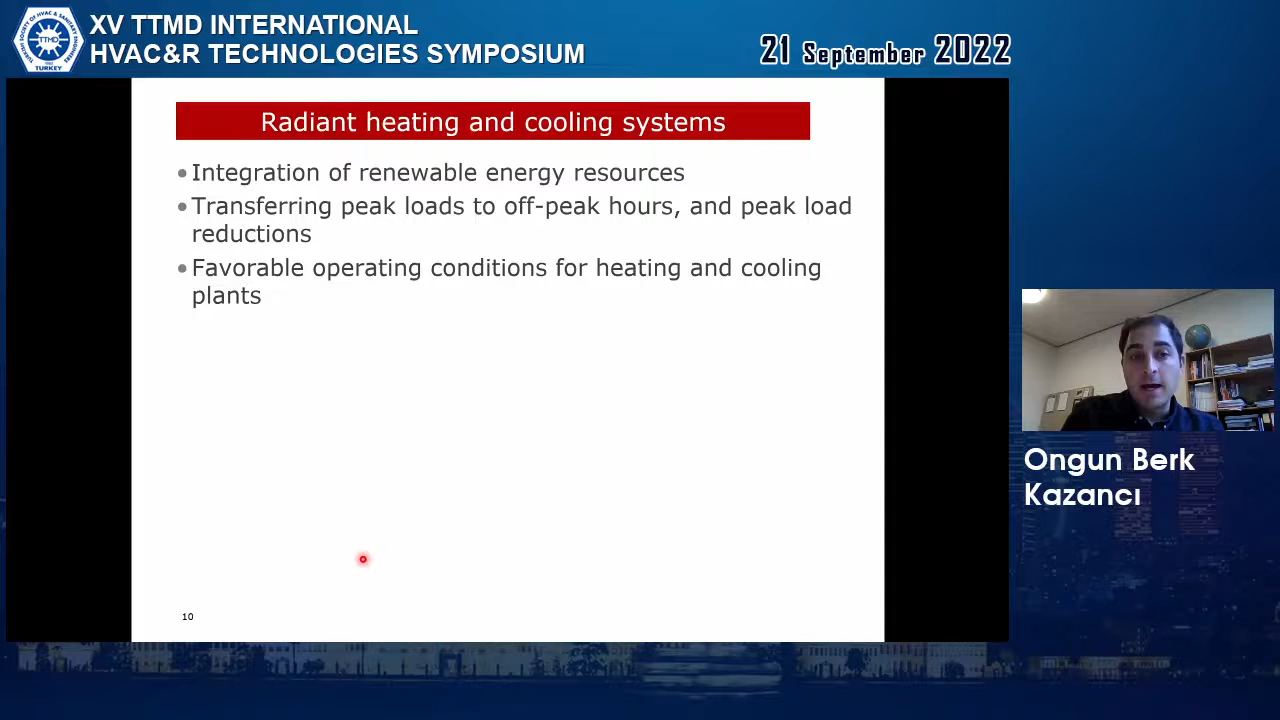 XV TTMD INTERNATIONAL
HVAC&R TECHNOLOGIES SYMPOSIUM
21 September 2022
TTMD
TURKEY
Radiant heating and cooling systems
Integration of renewable energy resources
Transferring peak loads to off-peak hours, and peak load
reductions
Favorable operating conditions for heating and cooling
plants
10
Ongun Berk
Kazancı